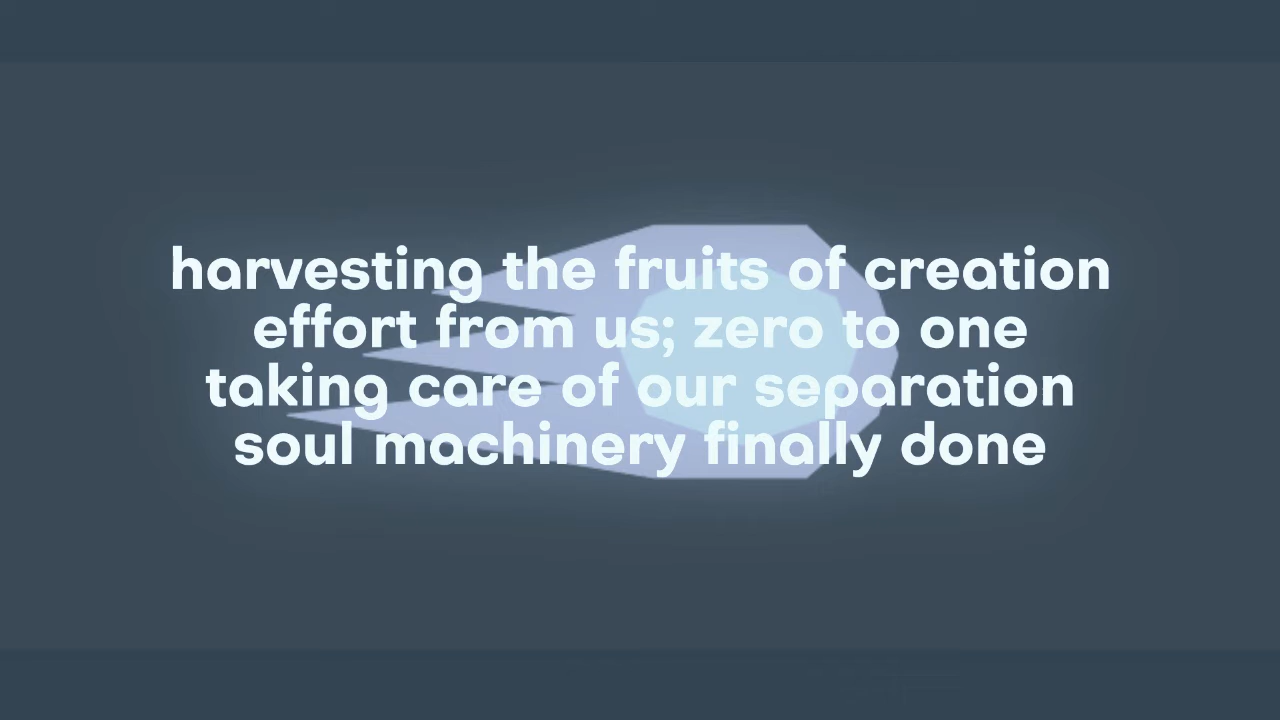 harvesting the fruits of creation
effort from us; zero to one
taking care of our separation
soul machinery finally done